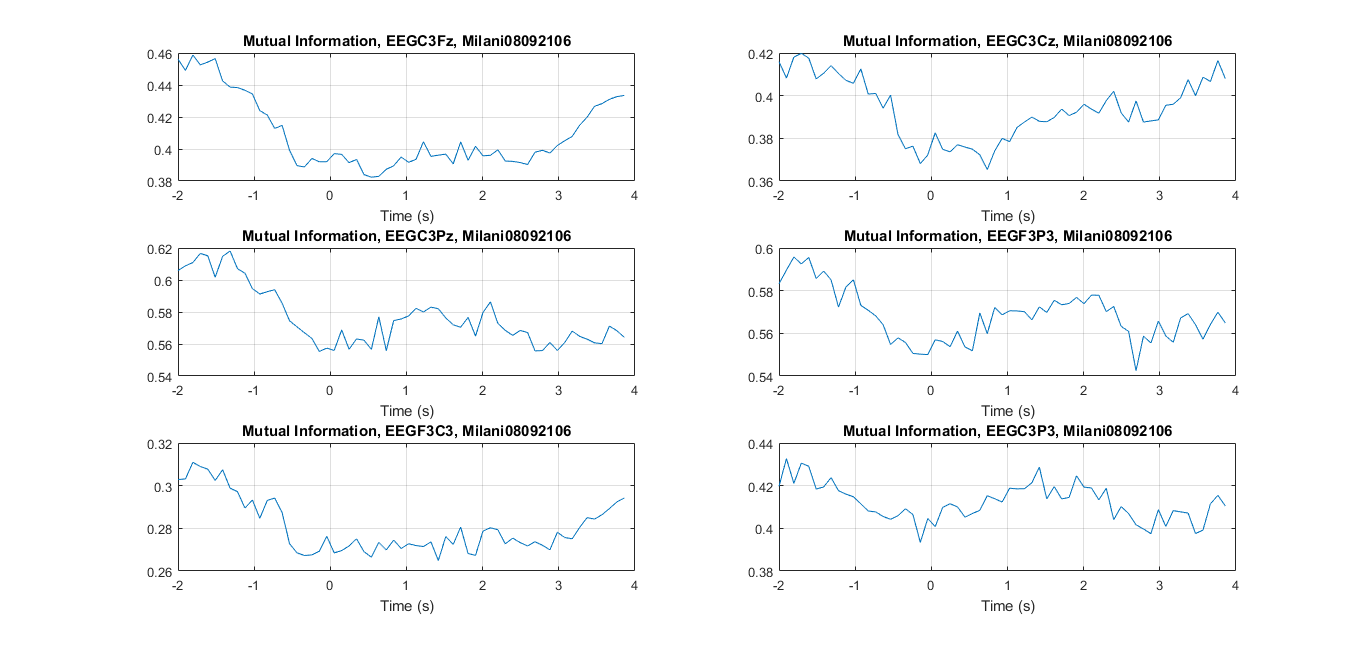 Mutual Information, EEGC3Fz, Milani08092106
0.46
0.44
0.42
0.4
0.38
-2 -1 0 1 2 3 4
Time (s)
Mutual Information, EEGC3Cz, Milani08092106
0.42
0.4
0.38
0.36
-2 -1 0 1 2 3 4
Time (s)
Mutual Information, EEGC3Pz, Milani08092106
0.62
0.6
0.58
0.56
0.54
-2 -1 0 1 2 3 4
Time (s)
Mutual Information, EEGF3P3, Milani08092106
0.6
0.58
0.56
0.54
-2 -1 0 1 2 3 4
Time (s)
Mutual Information, EEGF3C3, Milani08092106
0.32
0.3
0.28
0.26
-2 -1 0 1 2 3 4
Time (s)
Mutual Information, EEGC3P3, Milani08092106
0.44
0.42
0.4
0.38
-2 -1 0 1 2 3 4
Time (s)